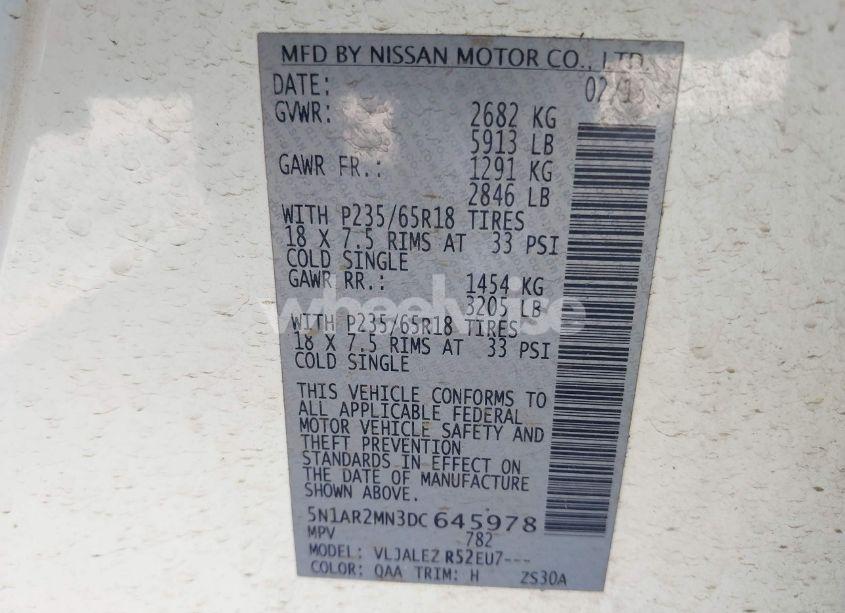 MFD BY NISSAN MOTOR CO., LTD.
DATE: 02/13
GVWR: 2682 KG
5913 LB
GAWR FR.: 1291 KG
2846 LB
WITH P235/65R18 TIRES
18 X 7.5 RIMS AT 33 PSI
COLD SINGLE
GAWR RR.: 1454 KG
3205 LB
WITH P235/65R18 TIRES
18 X 7.5 RIMS AT 33 PSI
COLD SINGLE
wheelwise
THIS VEHICLE CONFORMS TO
ALL APPLICABLE FEDERAL
MOTOR VEHICLE SAFETY AND
THEFT PREVENTION
STANDARDS IN EFFECT ON
THE DATE OF MANUFACTURE
SHOWN ABOVE.
5N1AR2MN3DC645978
MPV 782
MODEL: VLJALEZ R52EU7---
COLOR: QAA TRIM: H ZS30A